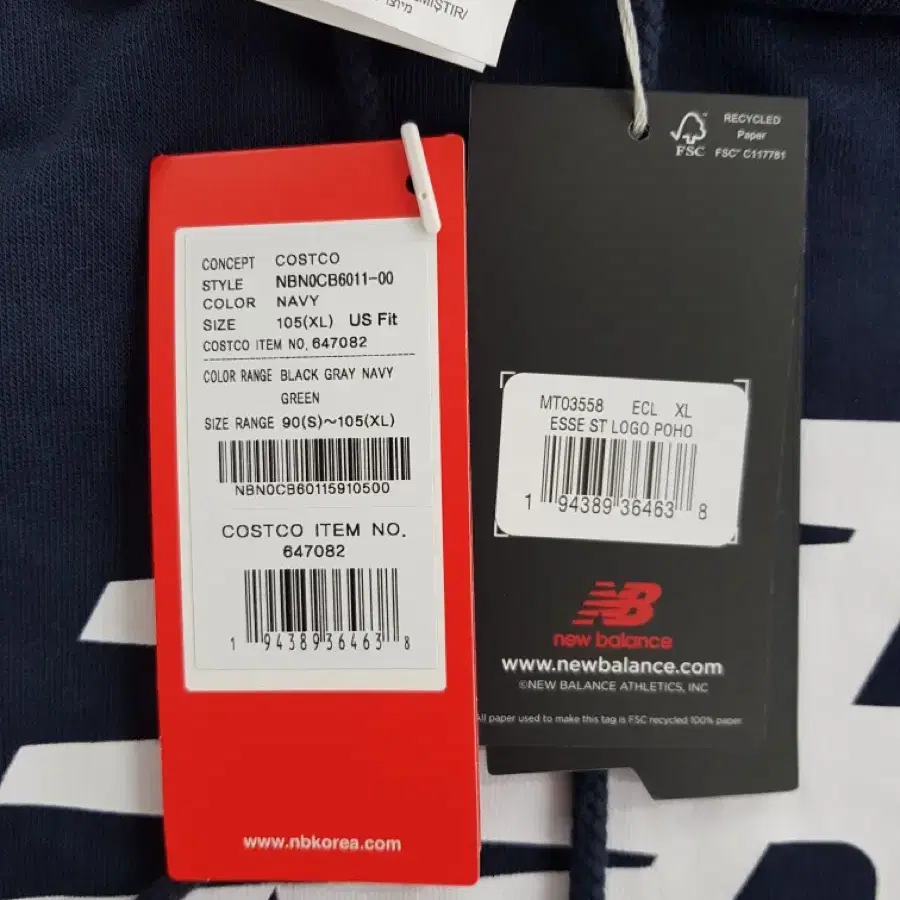 MIŞTIR/
CONCEPT COSTCO
STYLE NBN0CB6011-00
COLOR NAVY
SIZE 105(XL) US Fit
COSTCO ITEM NO. 647082
COLOR RANGE BLACK GRAY NAVY
GREEN
SIZE RANGE 90(S)~105(XL)
NBN0CB60115910500
COSTCO ITEM NO.
647082
1 94389 36463 8
www.nbkorea.com
FSC
RECYCLED
Paper
FSC® C117781
MT03558 ECL XL
ESSE ST LOGO POHO
1 94389 36463 8
NB
new balance
www.newbalance.com
©NEW BALANCE ATHLETICS, INC
All paper used to make this tag is FSC recycled 100% paper.